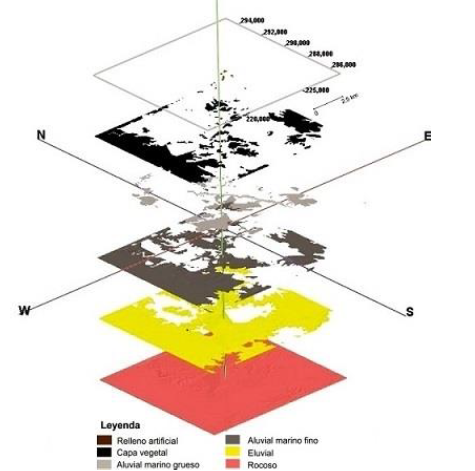 294,000
292,000
290,000
288,000
286,000
225,000
220,000
0
2.5 km
N
E
W
S
Leyenda
Relleno artificial
Aluvial marino fino
Capa vegetal
Eluvial
Aluvial marino grueso
Rocoso